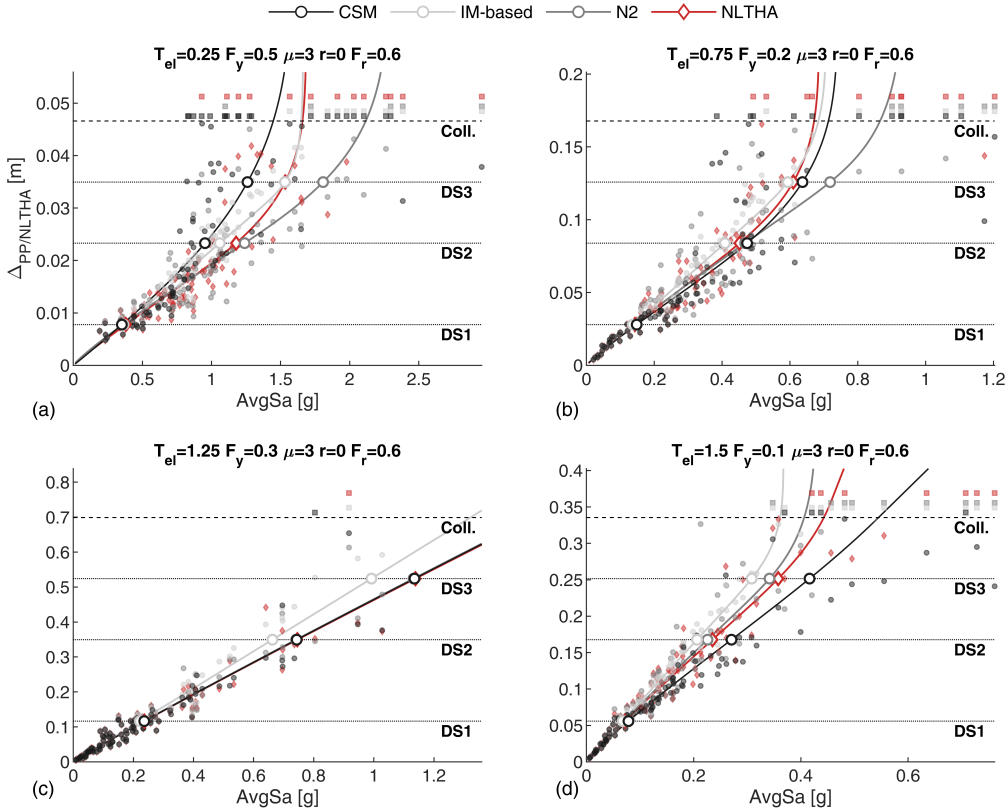 CSM IM-based N2 NLTHA
T_el=0.25 F_y=0.5 μ=3 r=0 F_r=0.6
Δ_PP/NLTHA [m]
0.05
0.04
0.03
0.02
0.01
0
Coll.
DS3
DS2
DS1
0.5 1 1.5 2 2.5
AvgSa [g]
(a)
T_el=0.75 F_y=0.2 μ=3 r=0 F_r=0.6
0.2
0.15
0.1
0.05
0
Coll.
DS3
DS2
DS1
0 0.2 0.4 0.6 0.8 1 1.2
AvgSa [g]
(b)
T_el=1.25 F_y=0.3 μ=3 r=0 F_r=0.6
0.8
0.7
0.6
0.5
0.4
0.3
0.2
0.1
0
Coll.
DS3
DS2
DS1
0.2 0.4 0.6 0.8 1 1.2
AvgSa [g]
(c)
T_el=1.5 F_y=0.1 μ=3 r=0 F_r=0.6
0.4
0.35
0.3
0.25
0.2
0.15
0.1
0.05
0
Coll.
DS3
DS2
DS1
0 0.2 0.4 0.6
AvgSa [g]
(d)